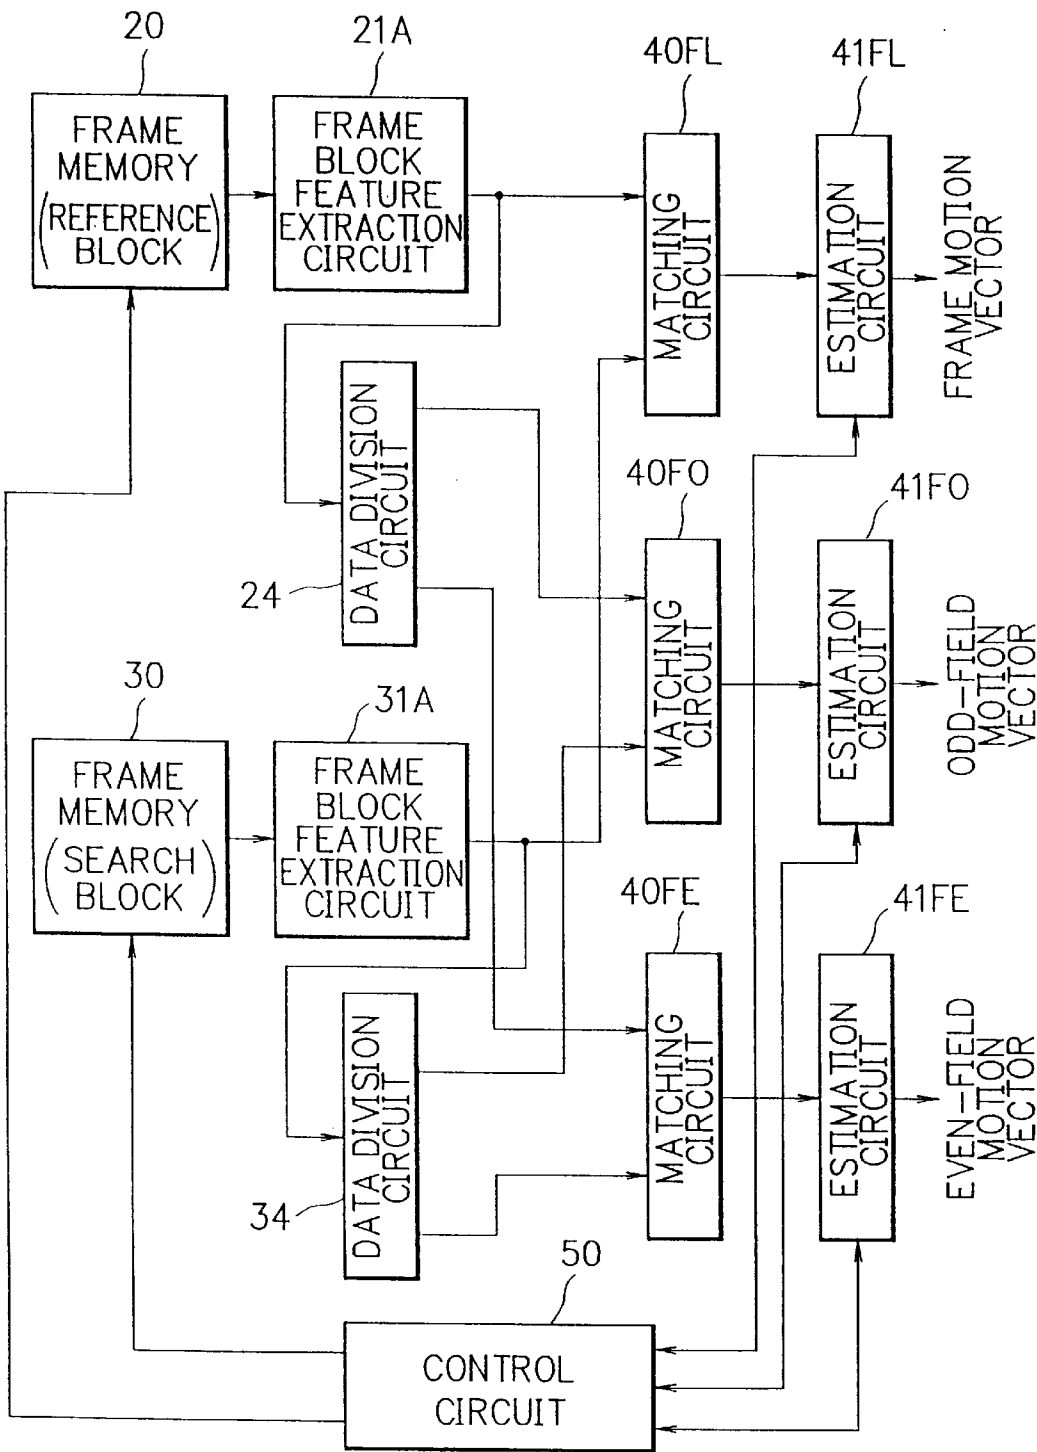 20
21A
40FL
41FL
FRAME
MEMORY
(REFERENCE
BLOCK)
FRAME
BLOCK
FEATURE
EXTRACTION
CIRCUIT
MATCHING
CIRCUIT
ESTIMATION
CIRCUIT
FRAME MOTION
VECTOR
DATA DIVISION
CIRCUIT
24
40FO
41FO
MATCHING
CIRCUIT
ESTIMATION
CIRCUIT
ODD-FIELD
MOTION
VECTOR
30
31A
FRAME
MEMORY
(SEARCH
BLOCK)
FRAME
BLOCK
FEATURE
EXTRACTION
CIRCUIT
40FE
41FE
MATCHING
CIRCUIT
ESTIMATION
CIRCUIT
EVEN-FIELD
MOTION
VECTOR
DATA DIVISION
CIRCUIT
34
50
CONTROL
CIRCUIT